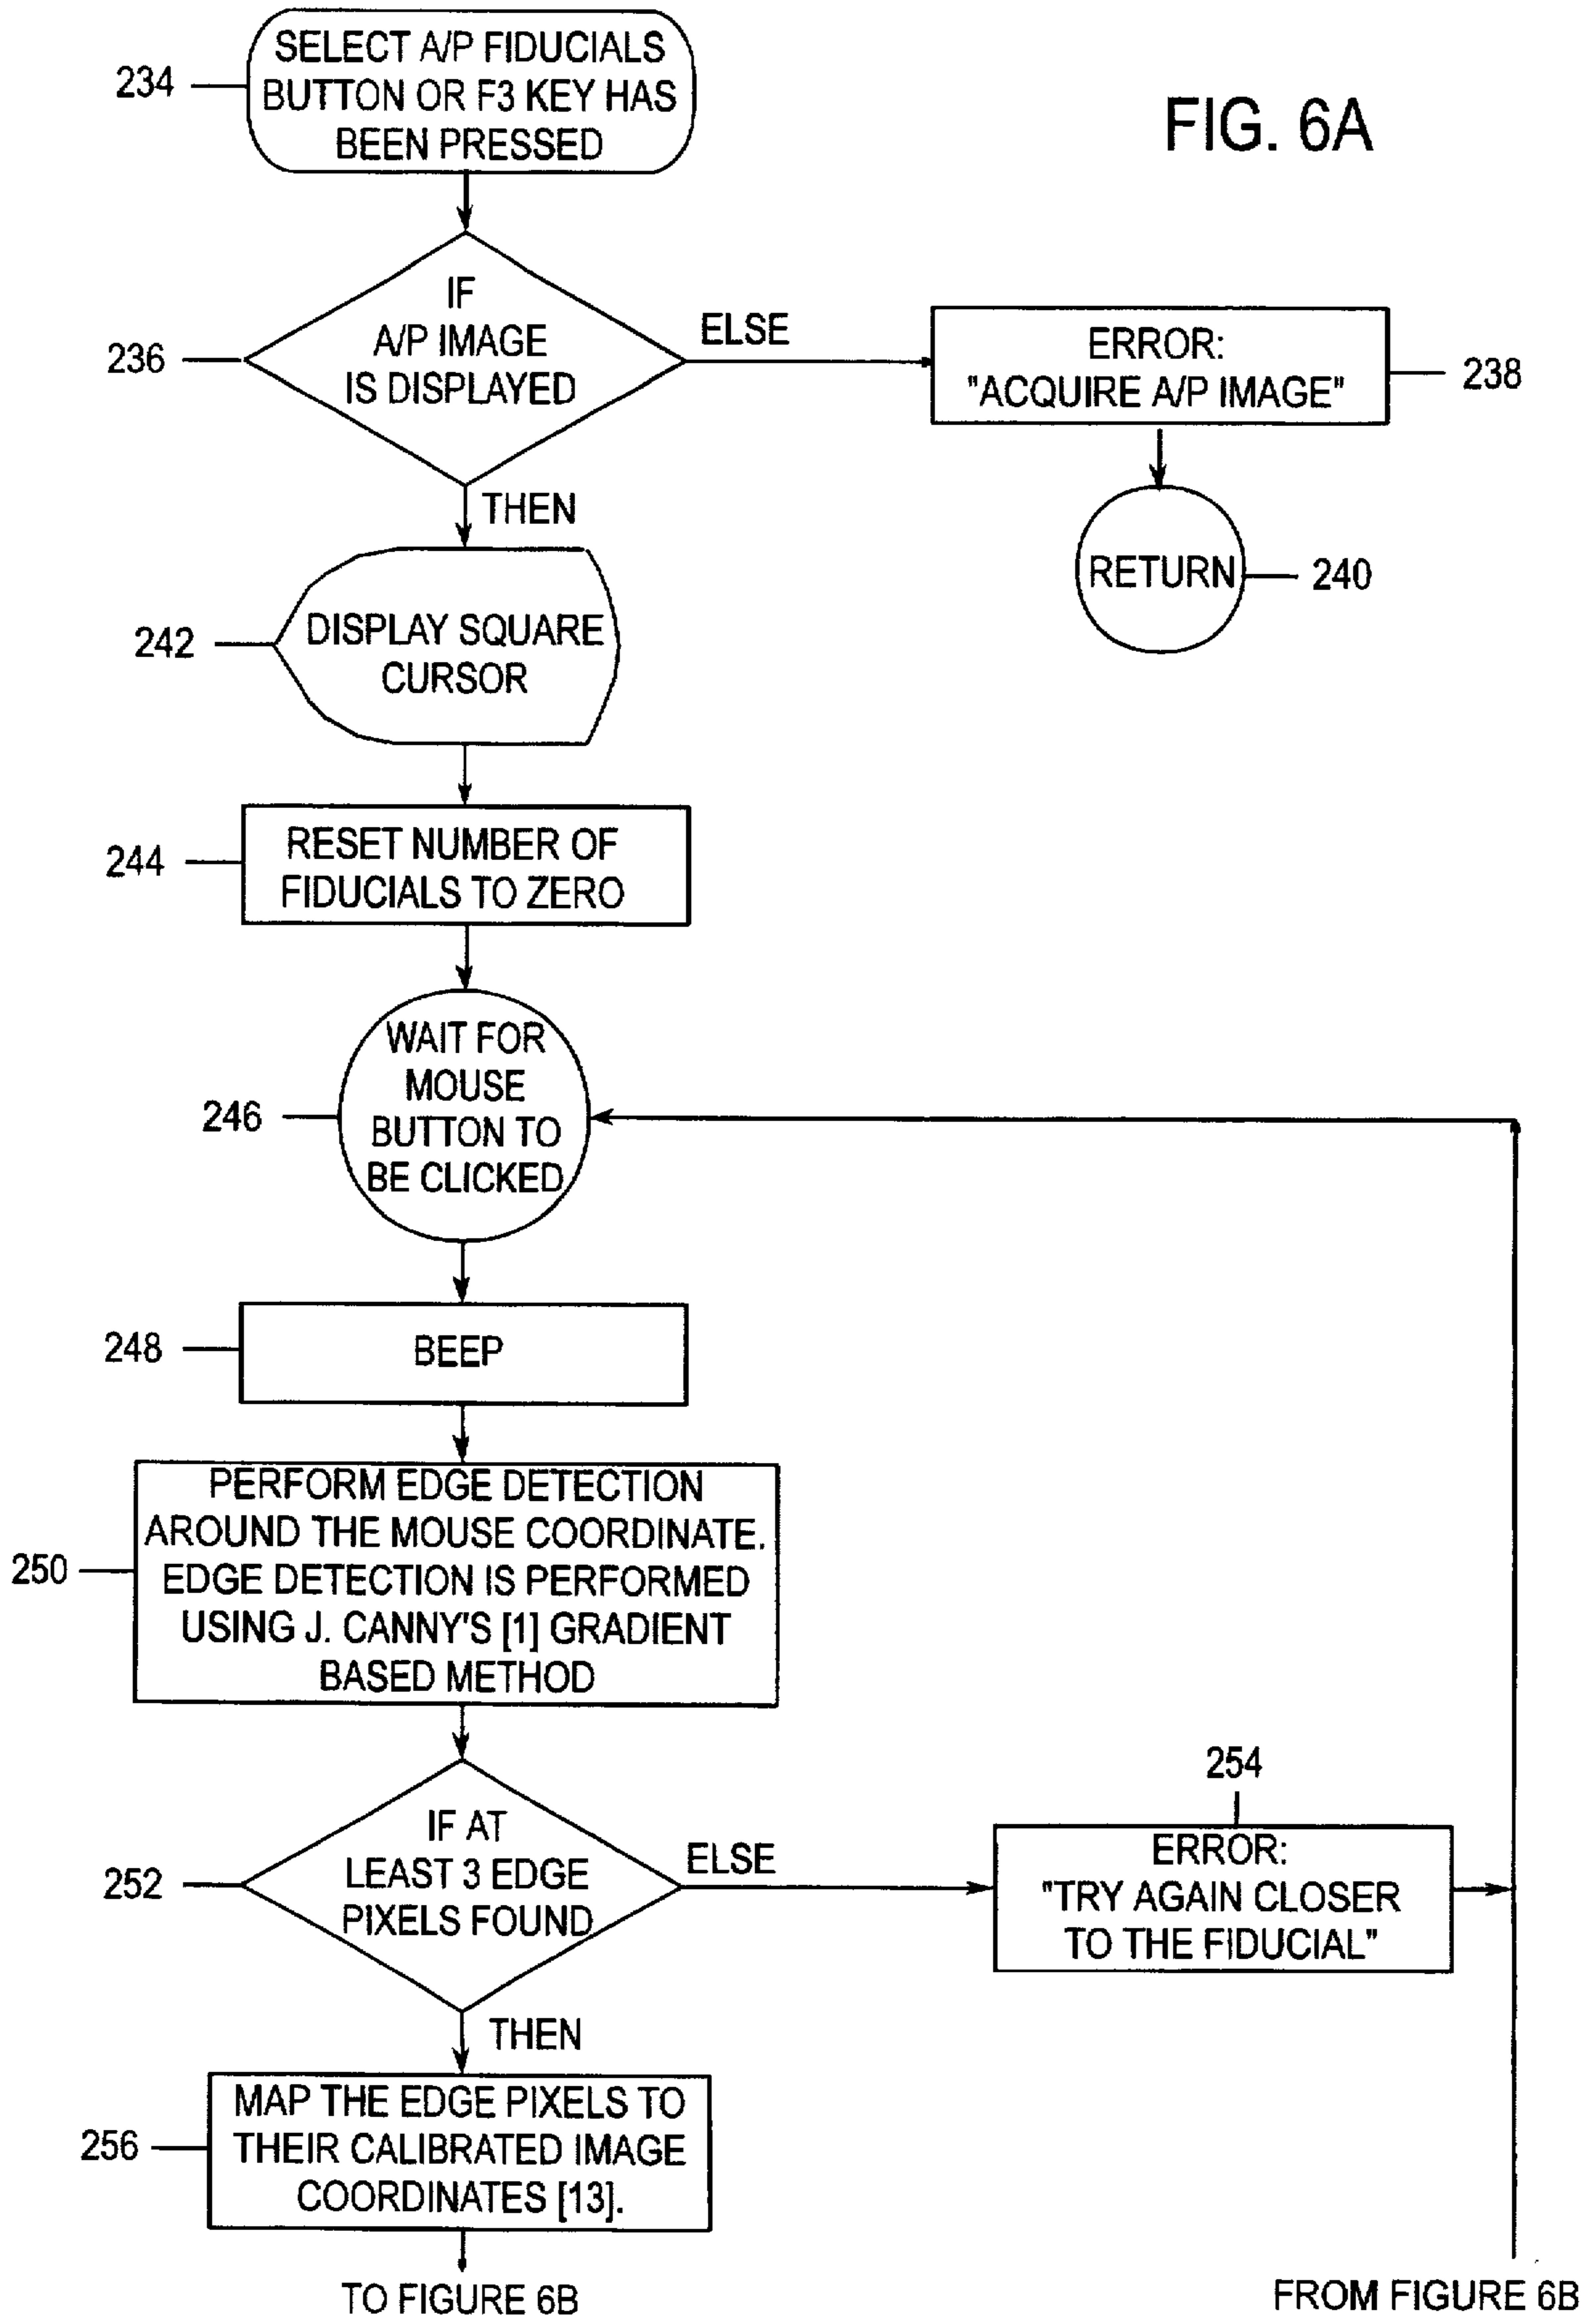 FIG. 6A
234
SELECT A/P FIDUCIALS
BUTTON OR F3 KEY HAS
BEEN PRESSED
236
IF
A/P IMAGE
IS DISPLAYED
ELSE
ERROR:
"ACQUIRE A/P IMAGE"
238
RETURN
240
THEN
242
DISPLAY SQUARE
CURSOR
244
RESET NUMBER OF
FIDUCIALS TO ZERO
246
WAIT FOR
MOUSE
BUTTON TO
BE CLICKED
248
BEEP
250
PERFORM EDGE DETECTION
AROUND THE MOUSE COORDINATE.
EDGE DETECTION IS PERFORMED
USING J. CANNY'S [1] GRADIENT
BASED METHOD
252
IF AT
LEAST 3 EDGE
PIXELS FOUND
ELSE
254
ERROR:
"TRY AGAIN CLOSER
TO THE FIDUCIAL"
THEN
256
MAP THE EDGE PIXELS TO
THEIR CALIBRATED IMAGE
COORDINATES [13].
TO FIGURE 6B
FROM FIGURE 6B